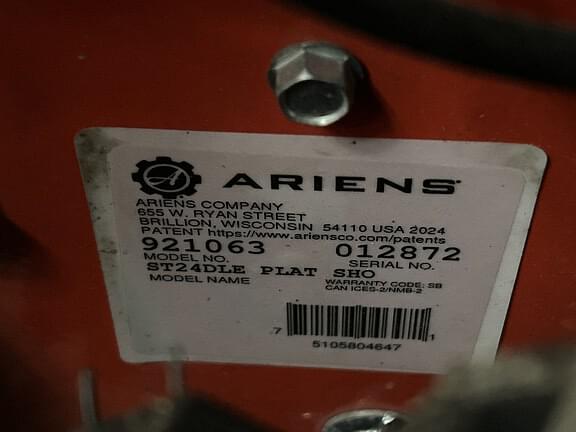 ARIENS
ARIENS COMPANY
655 W. RYAN STREET
BRILLION, WISCONSIN 54110 USA 2024
PATENT https://www.ariensco.com/patents
921063 012872
MODEL NO. SERIAL NO.
ST24DLE PLAT SHO
MODEL NAME WARRANTY CODE: SB
CAN ICES-2/NMB-2
7 1
5105804647